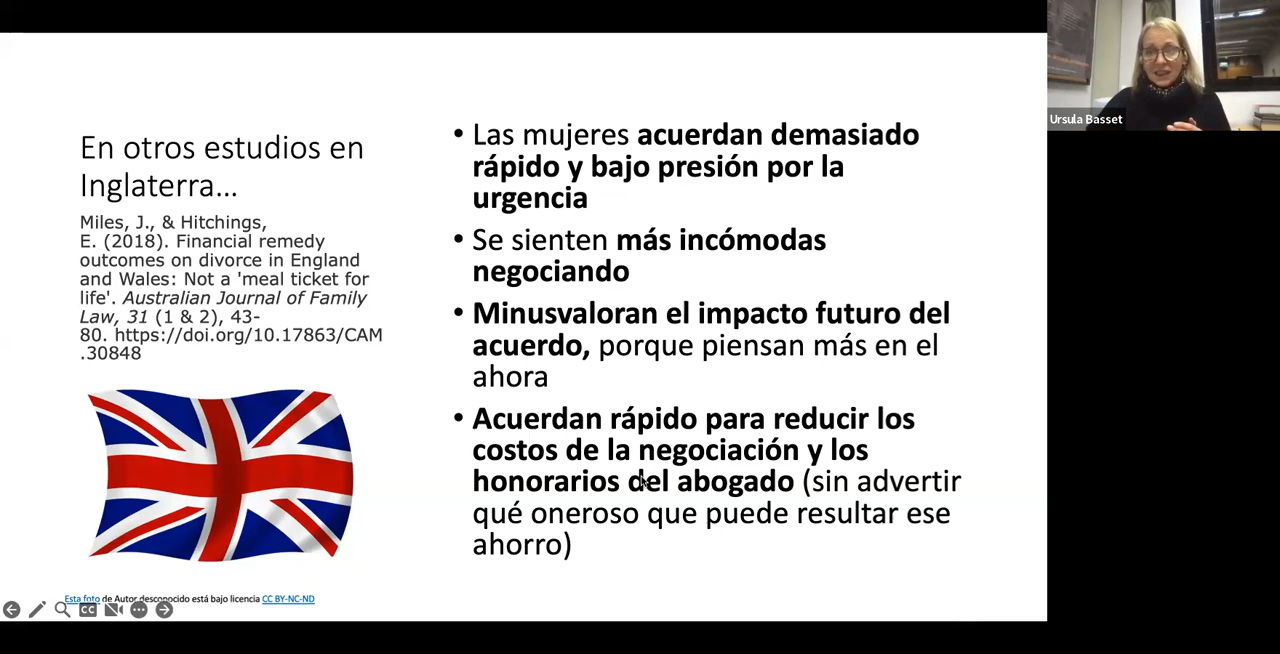 En otros estudios en
Inglaterra...
Miles, J., & Hitchings,
E. (2018). Financial remedy
outcomes on divorce in England
and Wales: Not a 'meal ticket for
life'. Australian Journal of Family
Law, 31 (1 & 2), 43-
80. https://doi.org/10.17863/CAM
.30848
• Las mujeres acuerdan demasiado
rápido y bajo presión por la
urgencia
• Se sienten más incómodas
negociando
• Minusvaloran el impacto futuro del
acuerdo, porque piensan más en el
ahora
• Acuerdan rápido para reducir los
costos de la negociación y los
honorarios del abogado (sin advertir
qué oneroso que puede resultar ese
ahorro)
Esta foto de Autor desconocido está bajo licencia CC BY-NC-ND
CC
Ursula Basset